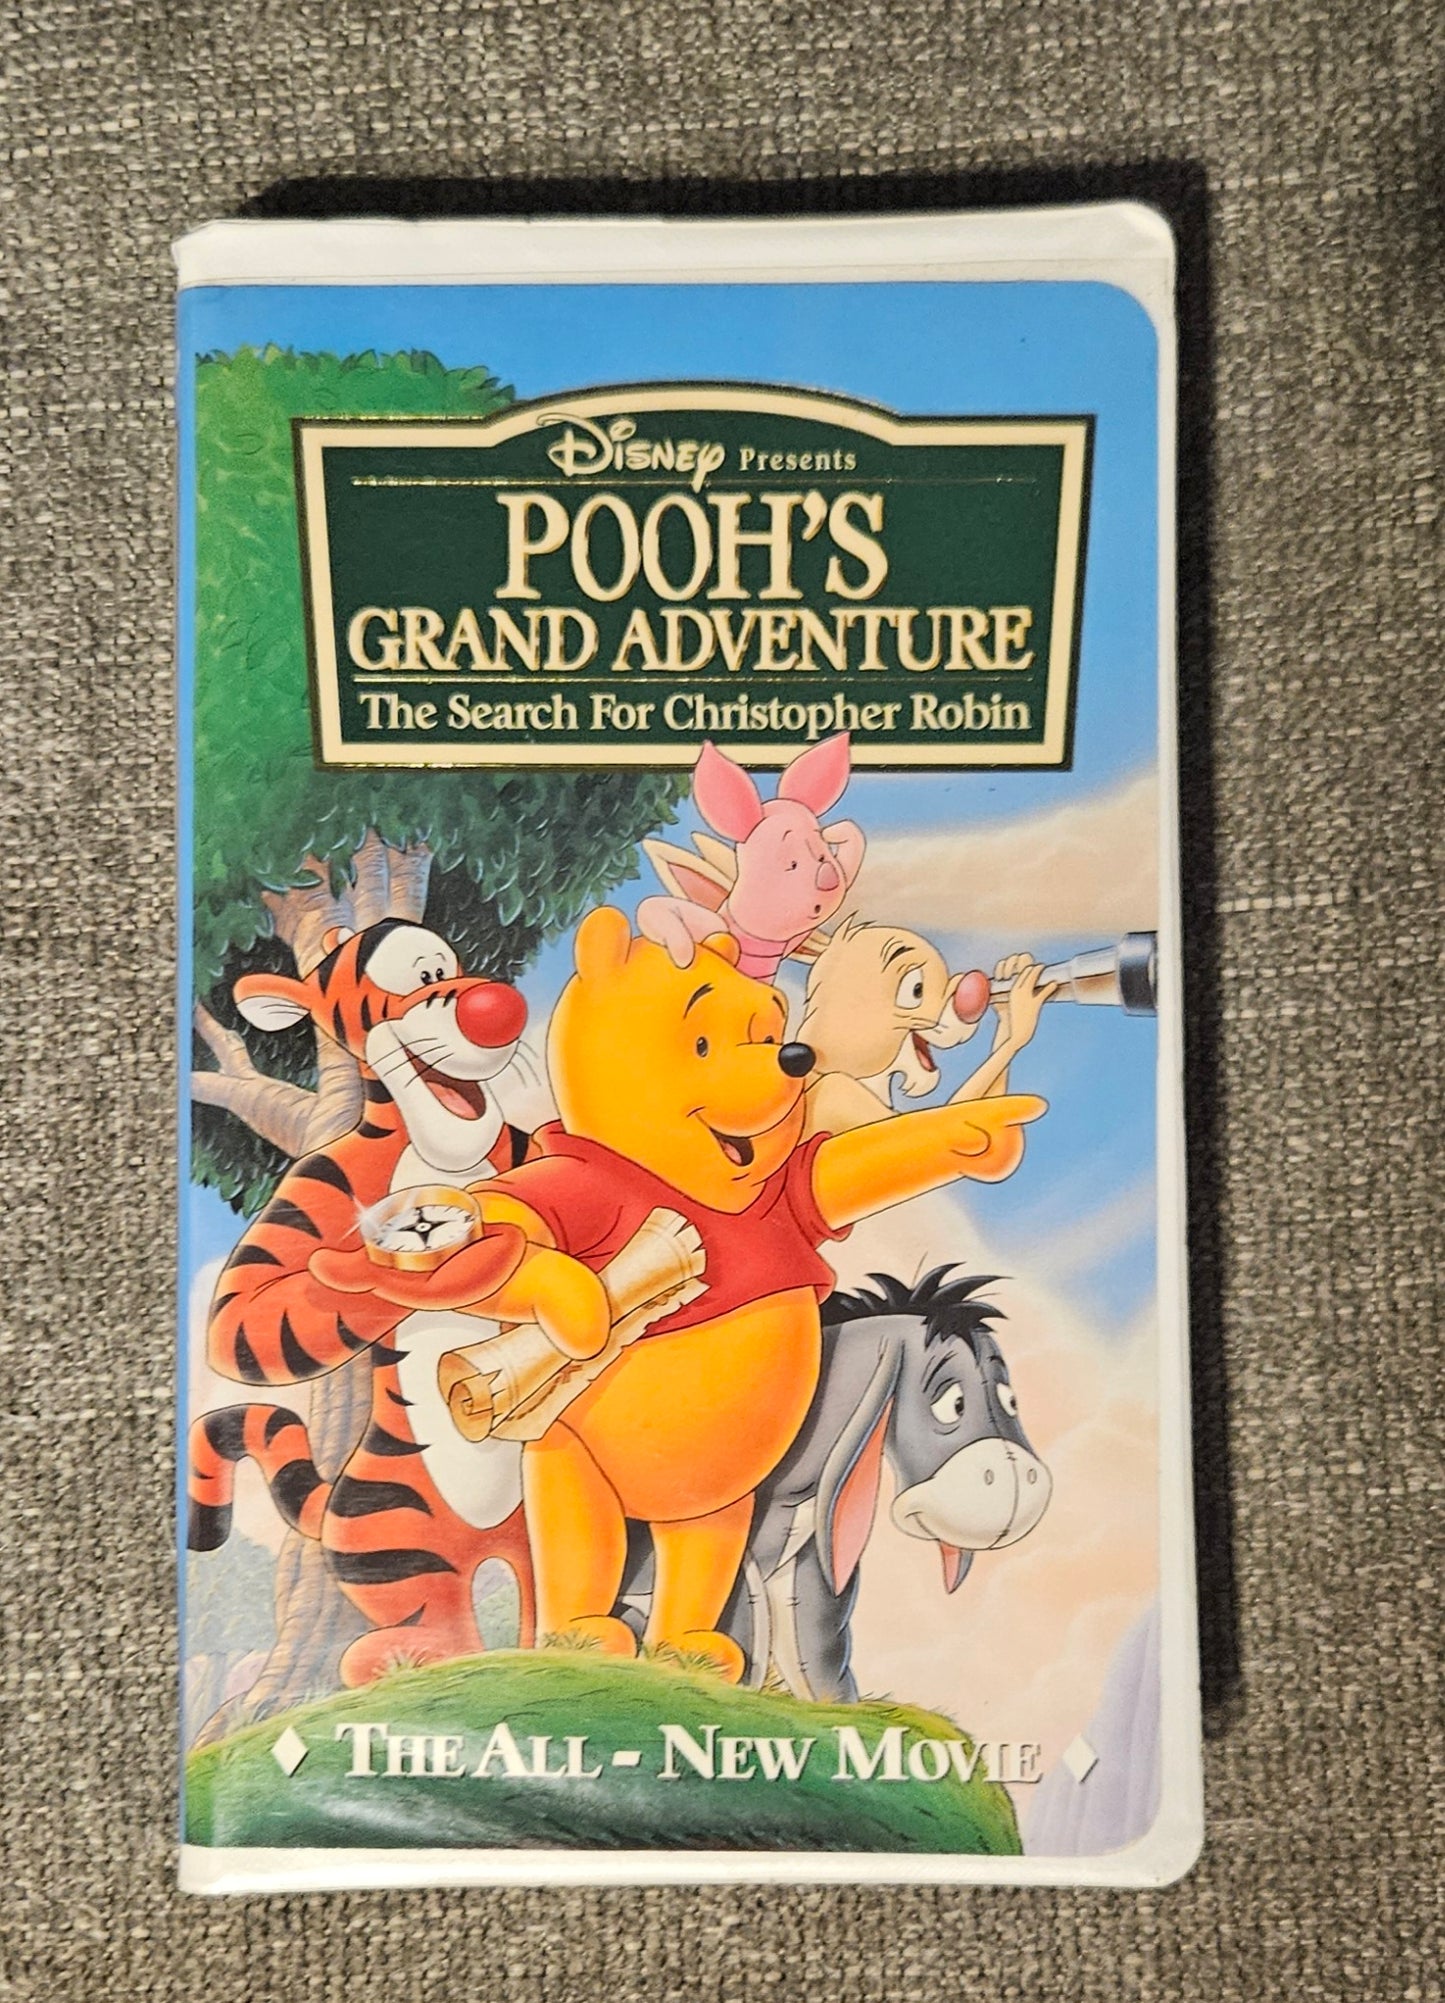 Disney Presents
POOH'S
GRAND ADVENTURE
The Search For Christopher Robin
THE ALL-NEW MOVIE